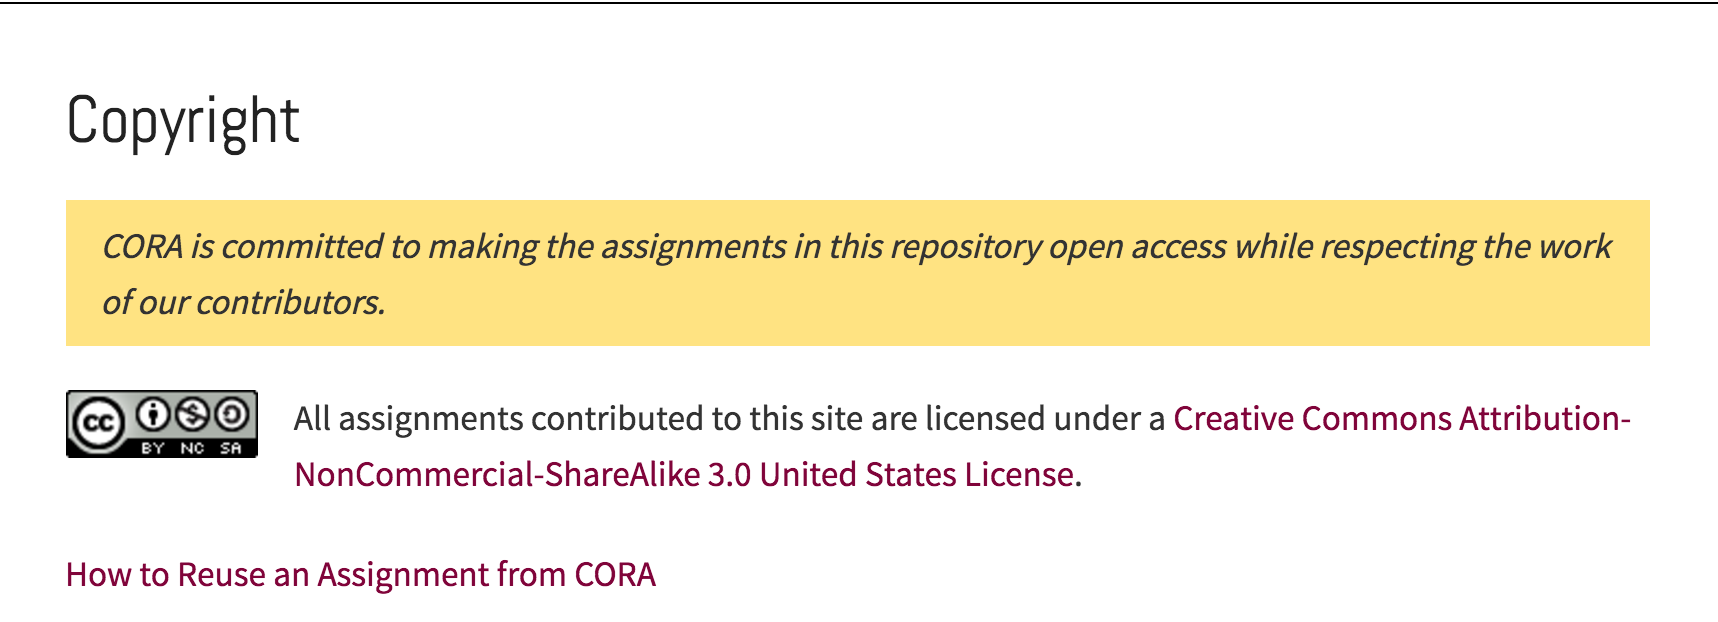 Copyright
CORA is committed to making the assignments in this repository open access while respecting the work
of our contributors.
cc
BY NC SA
All assignments contributed to this site are licensed under a Creative Commons Attribution-
NonCommercial-ShareAlike 3.0 United States License.
How to Reuse an Assignment from CORA